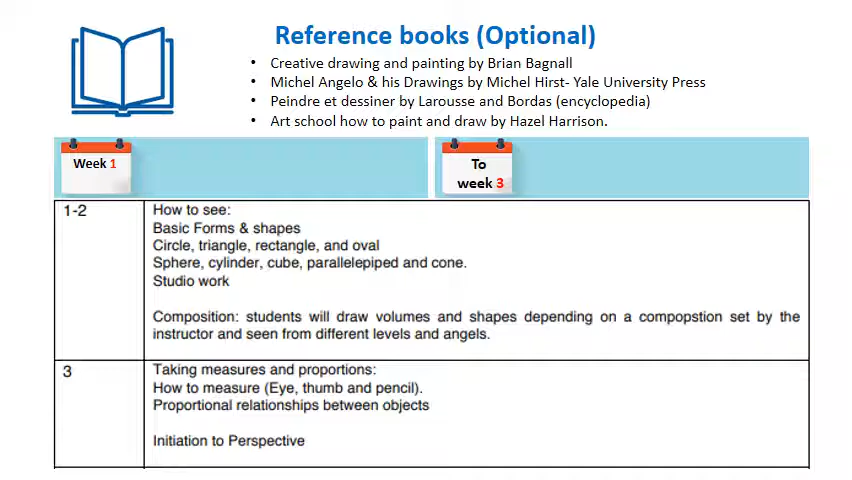 Reference books (Optional)
• Creative drawing and painting by Brian Bagnall
• Michel Angelo & his Drawings by Michel Hirst- Yale University Press
• Peindre et dessiner by Larousse and Bordas (encyclopedia)
• Art school how to paint and draw by Hazel Harrison.
Week 1
To
week 3
1-2
How to see:
Basic Forms & shapes
Circle, triangle, rectangle, and oval
Sphere, cylinder, cube, parallelepiped and cone.
Studio work
Composition: students will draw volumes and shapes depending on a compopstion set by the
instructor and seen from different levels and angels.
3
Taking measures and proportions:
How to measure (Eye, thumb and pencil).
Proportional relationships between objects
Initiation to Perspective